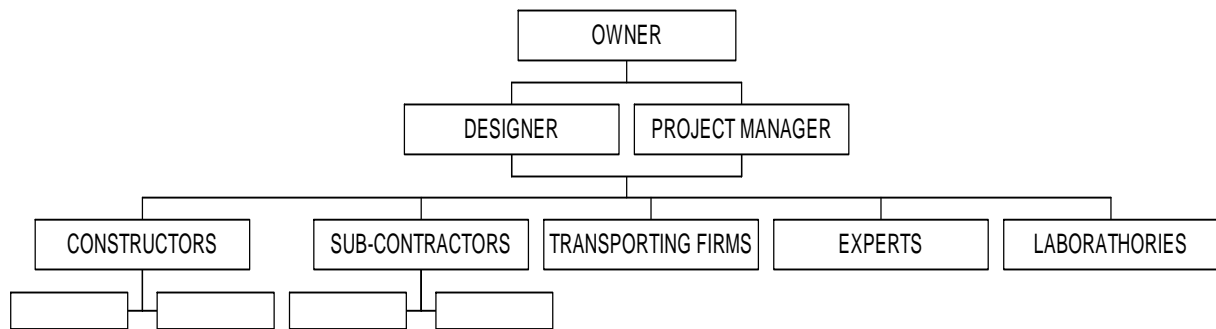 OWNER
DESIGNER
PROJECT MANAGER
CONSTRUCTORS
SUB-CONTRACTORS
TRANSPORTING FIRMS
EXPERTS
LABORATHORIES